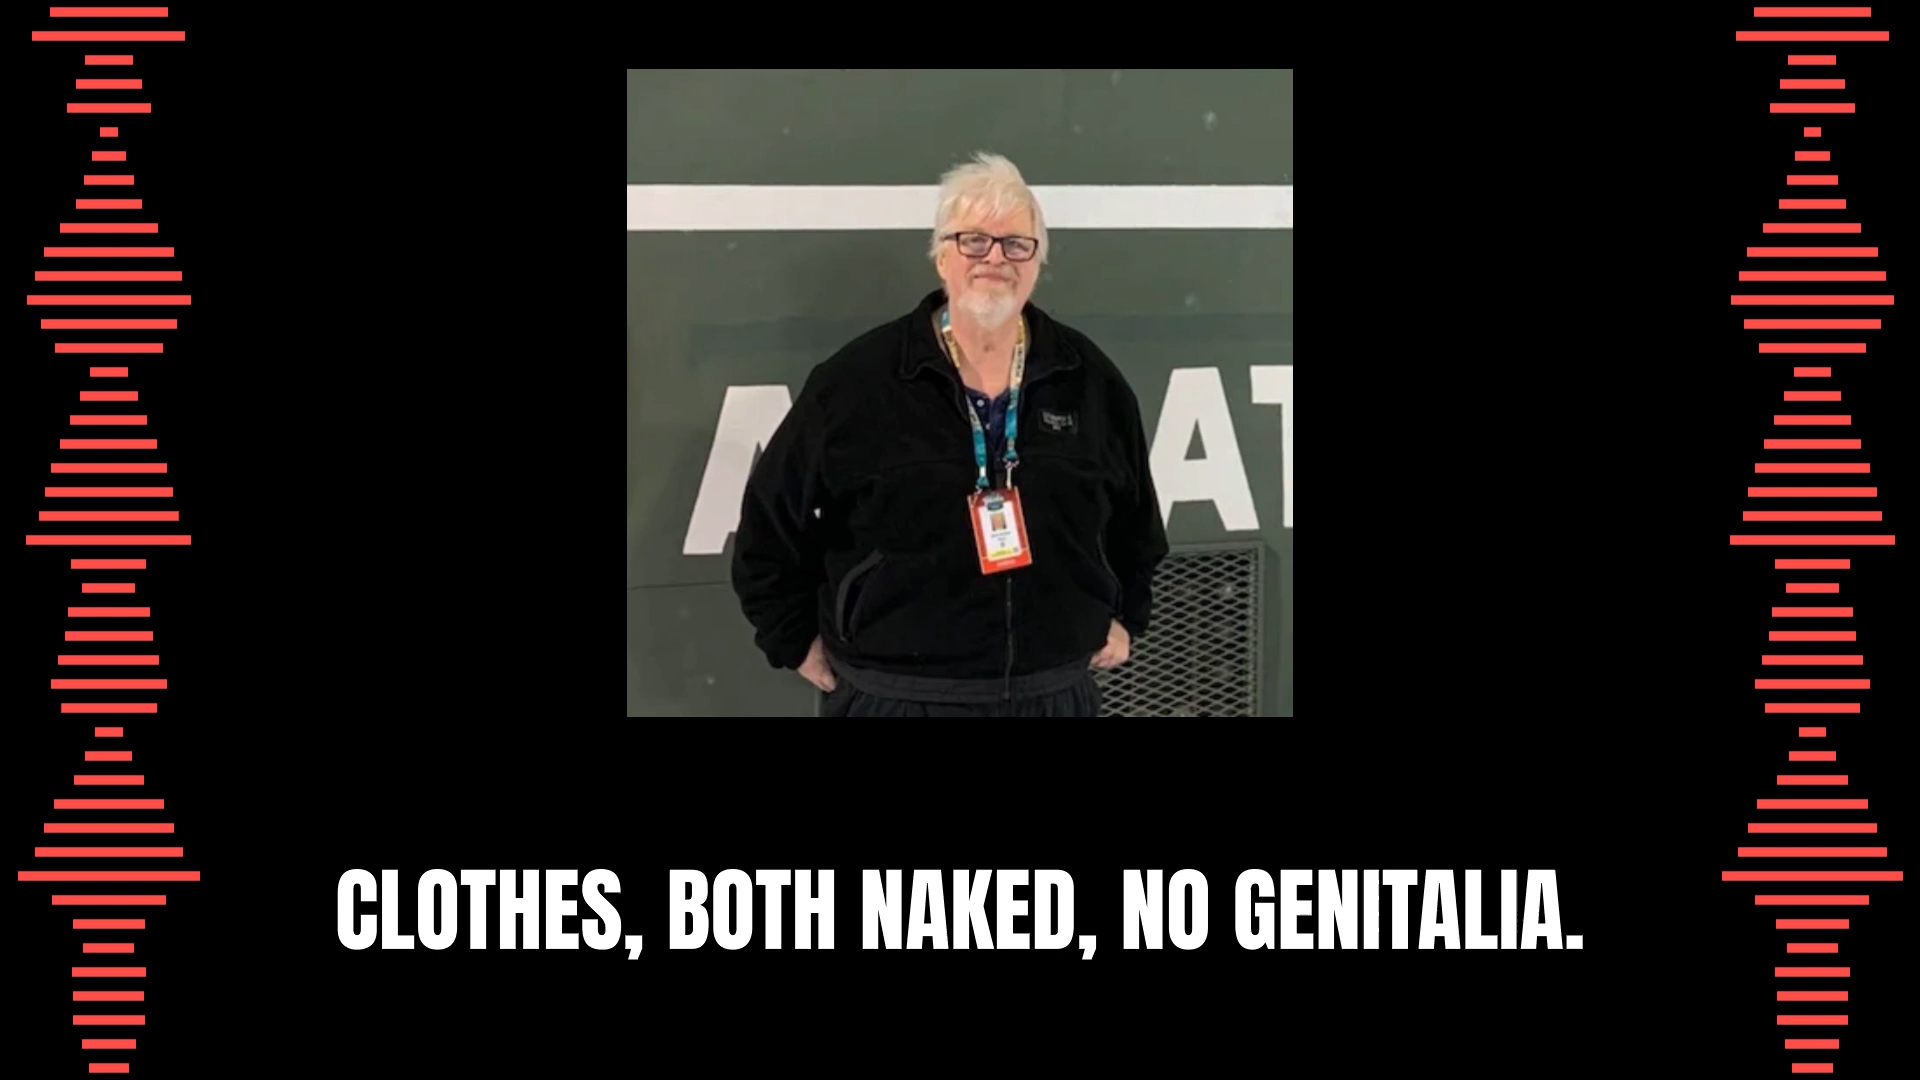 A AT
CLOTHES, BOTH NAKED, NO GENITALIA.